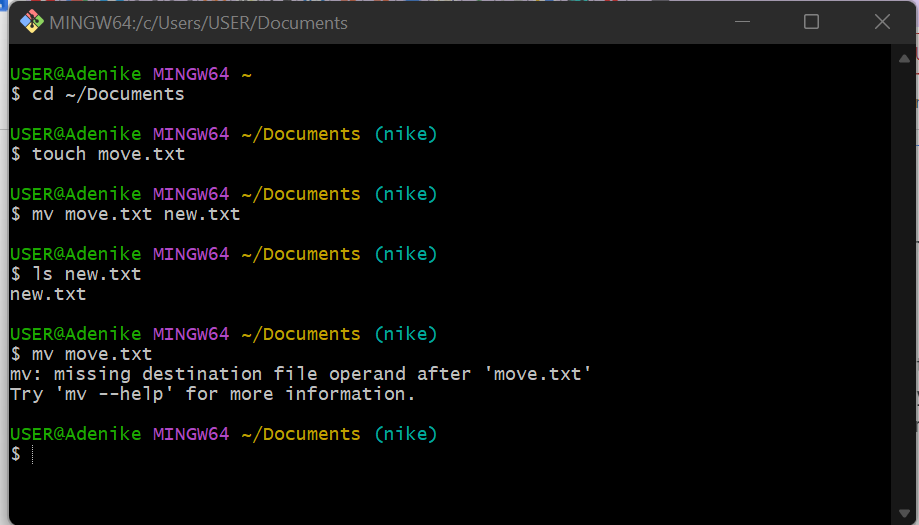 MINGW64:/c/Users/USER/Documents
USER@Adenike MINGW64 ~
$ cd ~/Documents
USER@Adenike MINGW64 ~/Documents (nike)
$ touch move.txt
USER@Adenike MINGW64 ~/Documents (nike)
$ mv move.txt new.txt
USER@Adenike MINGW64 ~/Documents (nike)
$ ls new.txt
new.txt
USER@Adenike MINGW64 ~/Documents (nike)
$ mv move.txt
mv: missing destination file operand after 'move.txt'
Try 'mv --help' for more information.
USER@Adenike MINGW64 ~/Documents (nike)
$